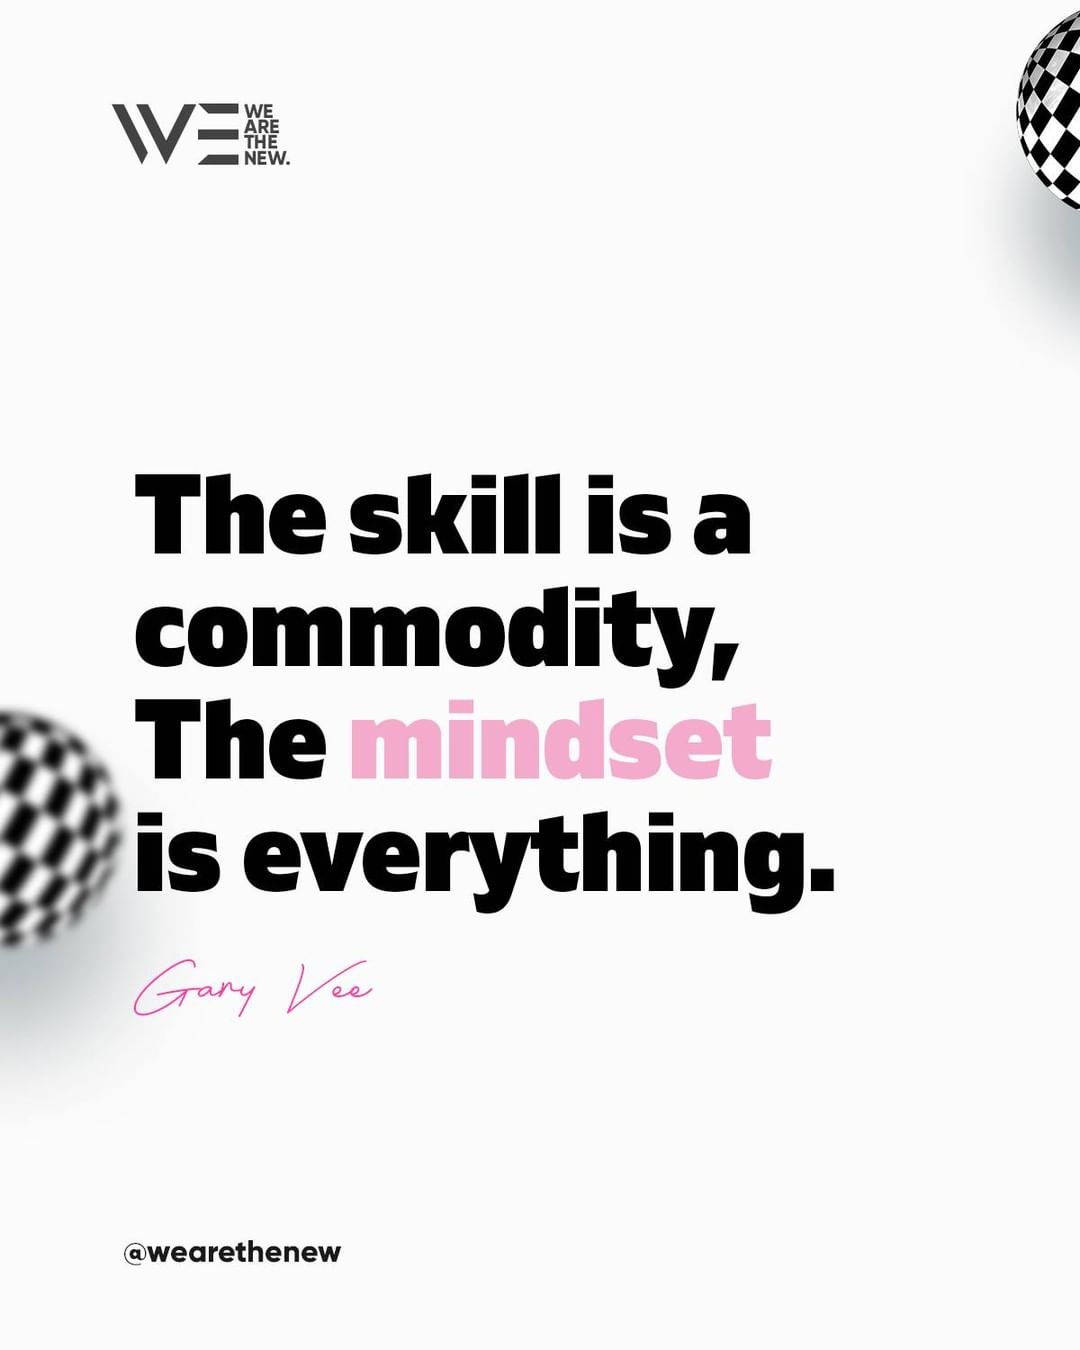 WE
WE
ARE
THE
NEW.
The skill is a
commodity,
The mindset
is everything.
Gary Vee
@wearethenew